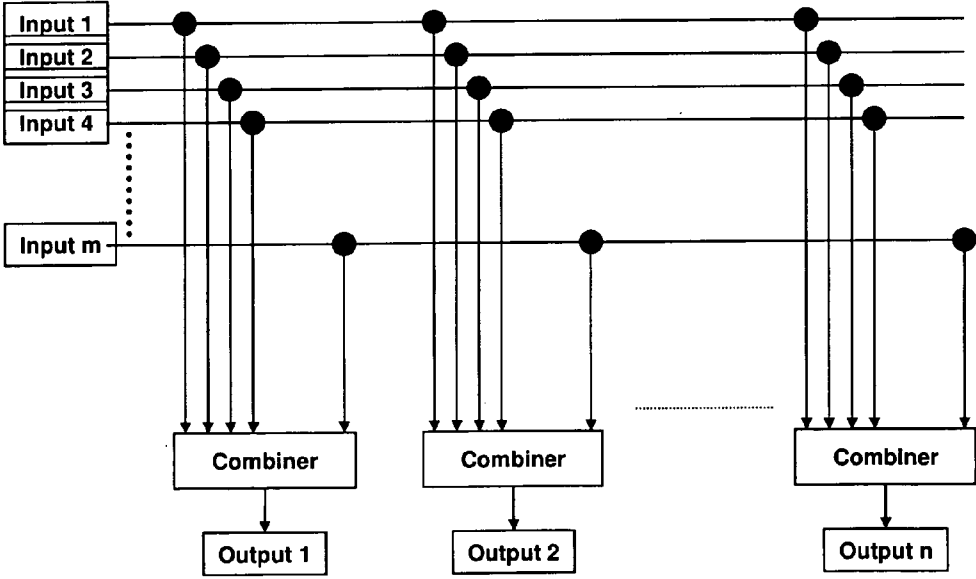 Input 1
Input 2
Input 3
Input 4
Input m
Combiner
Combiner
Combiner
Output 1
Output 2
Output n